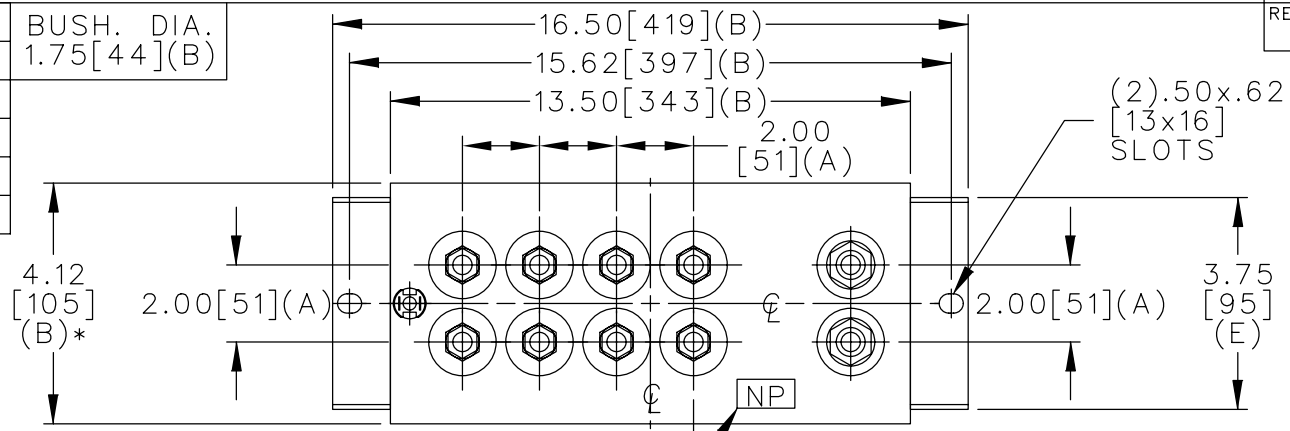 BUSH. DIA.
1.75[44](B)
16.50[419](B)
15.62[397](B)
13.50[343](B)
2.00
[51](A)
RE
(2).50x.62
[13x16]
SLOTS
4.12
[105]
(B)*
2.00[51](A)
℄
2.00[51](A)
3.75
[95]
(E)
℄
NP